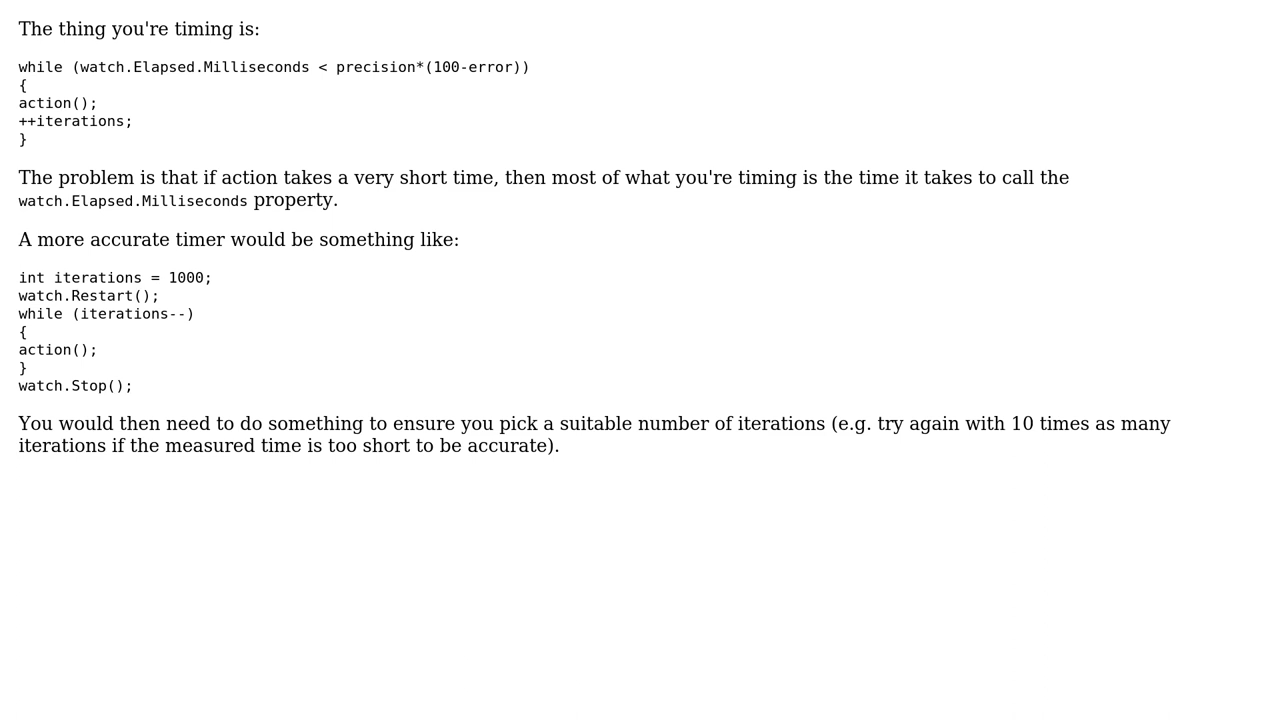 The thing you're timing is:
while (watch.Elapsed.Milliseconds < precision*(100-error))
{
action();
++iterations;
}
The problem is that if action takes a very short time, then most of what you're timing is the time it takes to call the
watch.Elapsed.Milliseconds property.
A more accurate timer would be something like:
int iterations = 1000;
watch.Restart();
while (iterations--)
{
action();
}
watch.Stop();
You would then need to do something to ensure you pick a suitable number of iterations (e.g. try again with 10 times as many
iterations if the measured time is too short to be accurate).